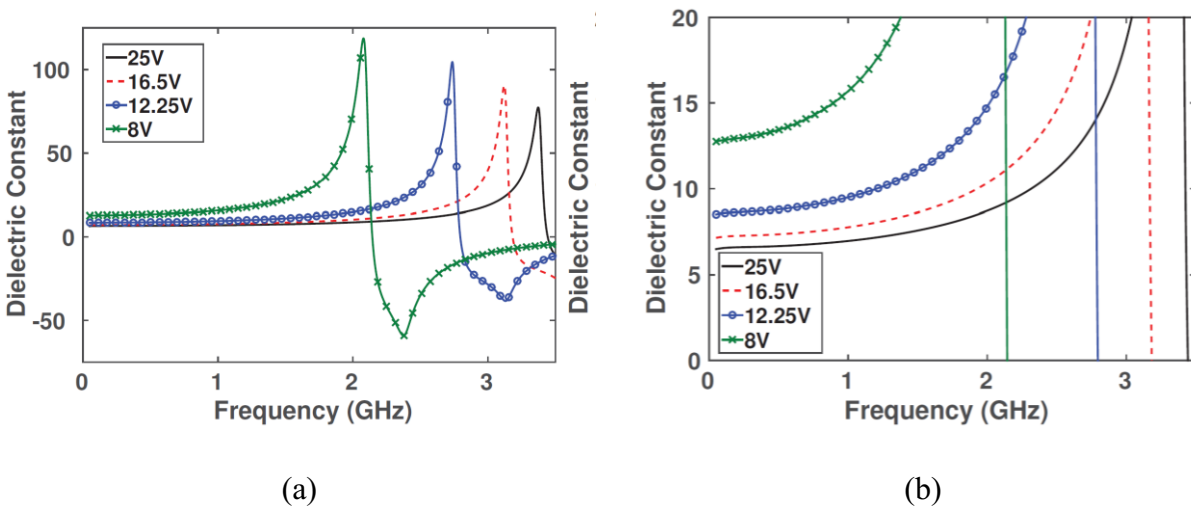 Dielectric Constant
100
50
0
-50
25V
16.5V
12.25V
8V
0
1
2
3
Frequency (GHz)
(a)
Dielectric Constant
20
15
10
5
0
25V
16.5V
12.25V
8V
0
1
2
3
Frequency (GHz)
(b)